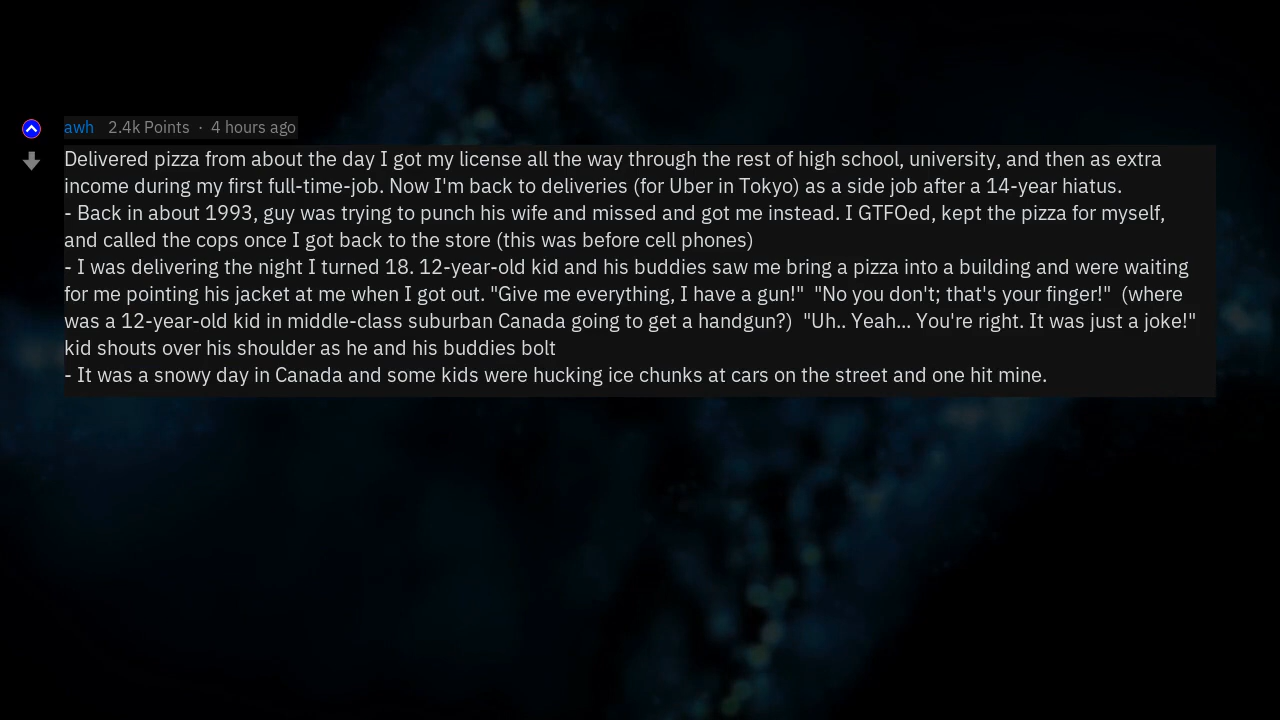 awh 2.4k Points · 4 hours ago
Delivered pizza from about the day I got my license all the way through the rest of high school, university, and then as extra
income during my first full-time-job. Now I'm back to deliveries (for Uber in Tokyo) as a side job after a 14-year hiatus.
- Back in about 1993, guy was trying to punch his wife and missed and got me instead. I GTFOed, kept the pizza for myself,
and called the cops once I got back to the store (this was before cell phones)
- I was delivering the night I turned 18. 12-year-old kid and his buddies saw me bring a pizza into a building and were waiting
for me pointing his jacket at me when I got out. "Give me everything, I have a gun!"  "No you don't; that's your finger!"  (where
was a 12-year-old kid in middle-class suburban Canada going to get a handgun?)  "Uh.. Yeah... You're right. It was just a joke!"
kid shouts over his shoulder as he and his buddies bolt
- It was a snowy day in Canada and some kids were hucking ice chunks at cars on the street and one hit mine.